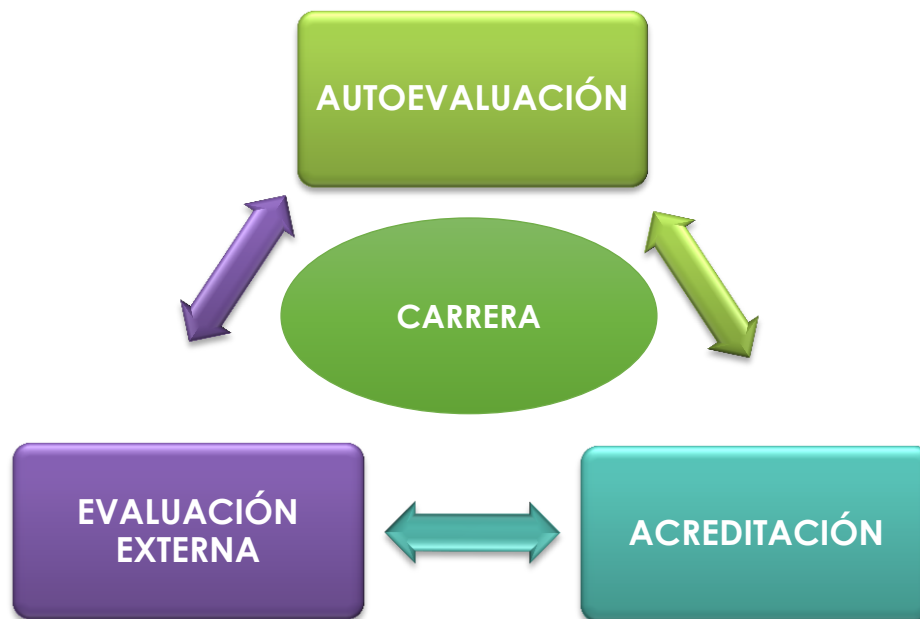 AUTOEVALUACIÓN
CARRERA
EVALUACIÓN
EXTERNA
ACREDITACIÓN